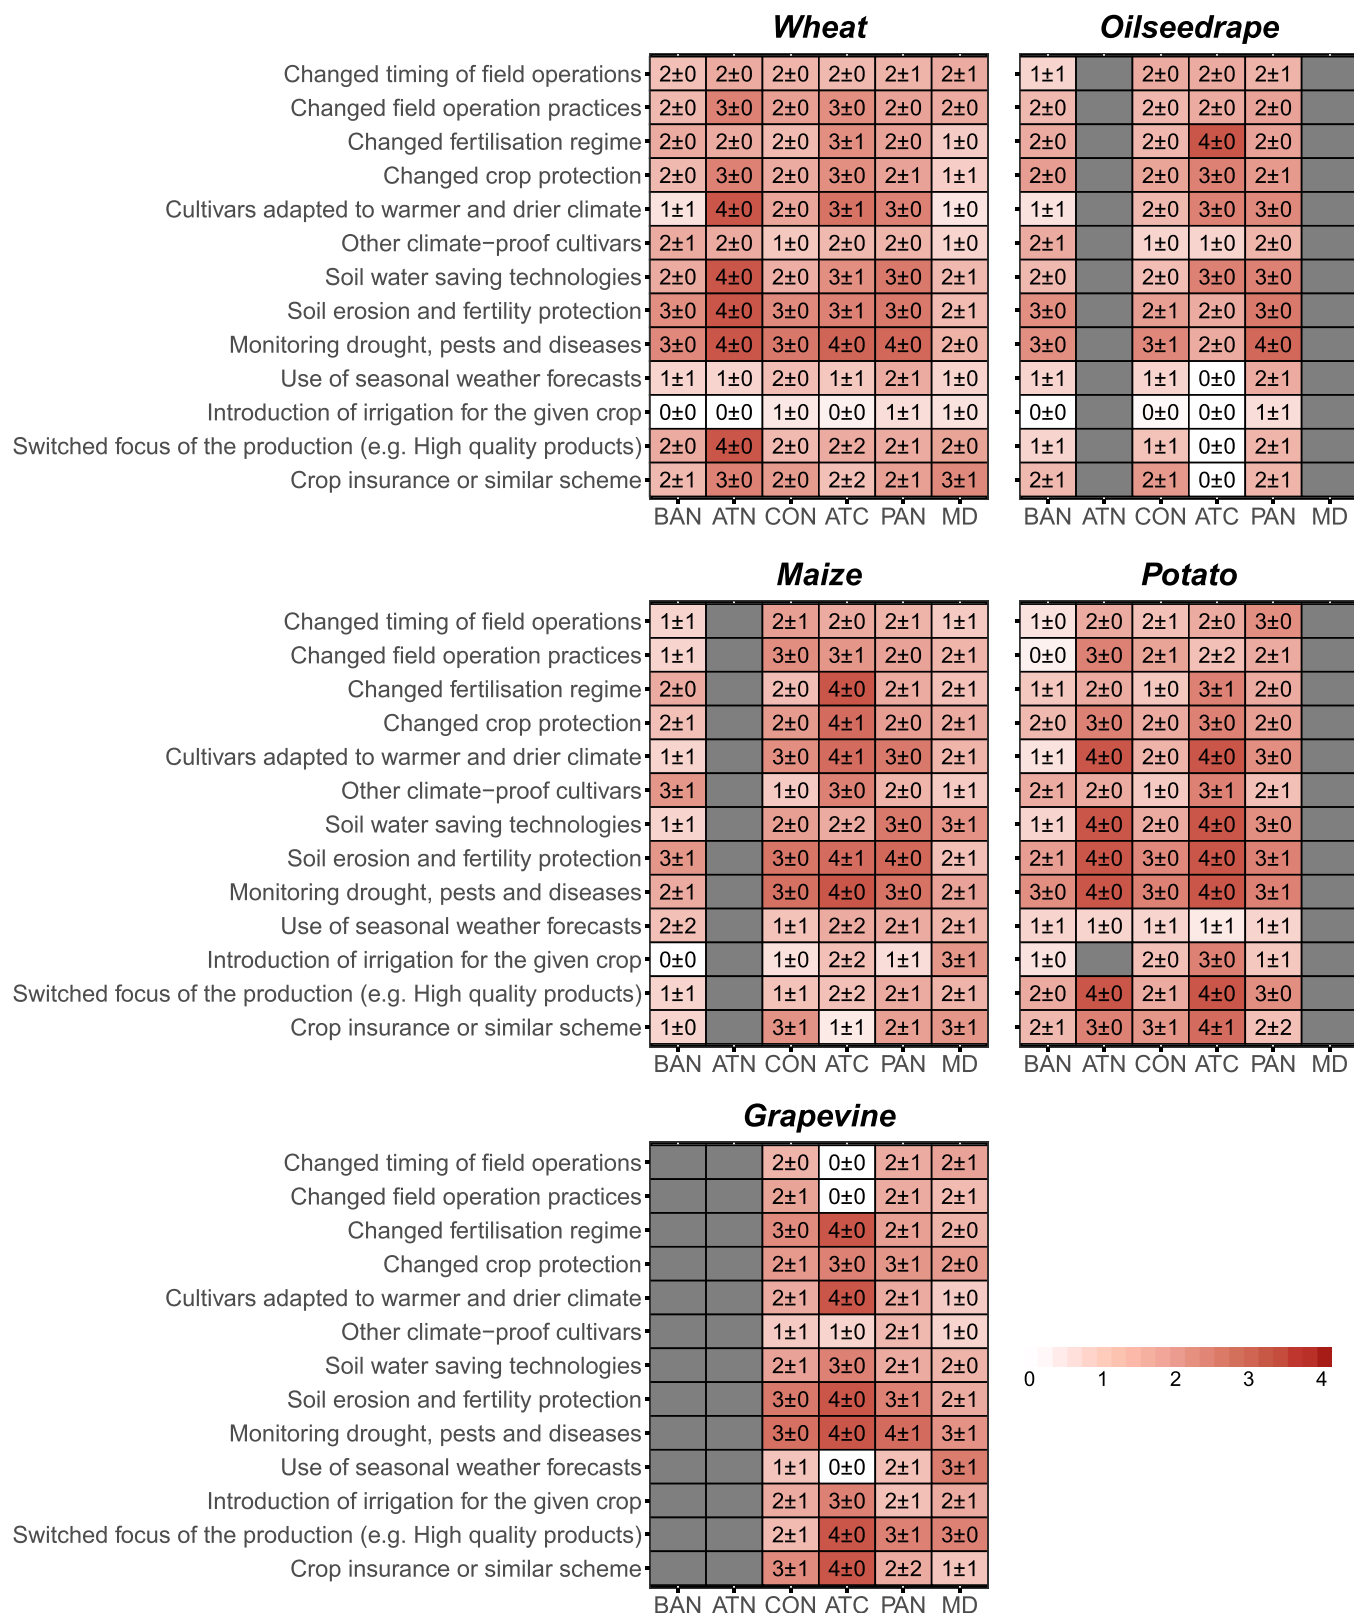 Wheat Oilseedrape
Changed timing of field operations 2±0 2±0 2±0 2±0 2±1 2±1 1±1 2±0 2±0 2±1
Changed field operation practices 2±0 3±0 2±0 3±0 2±0 2±0 2±0 2±0 2±0 2±0
Changed fertilisation regime 2±0 2±0 2±0 3±1 2±0 1±0 2±0 2±0 4±0 2±0
Changed crop protection 2±0 3±0 2±0 3±0 2±1 1±1 2±0 2±0 3±0 2±1
Cultivars adapted to warmer and drier climate 1±1 4±0 2±0 3±1 3±0 1±0 1±1 2±0 3±0 3±0
Other climate−proof cultivars 2±1 2±0 1±0 2±0 2±0 1±0 2±1 1±0 1±0 2±0
Soil water saving technologies 2±0 4±0 2±0 3±1 3±0 2±1 2±0 2±0 3±0 3±0
Soil erosion and fertility protection 3±0 4±0 3±0 3±1 3±0 2±1 3±0 2±1 2±0 3±0
Monitoring drought, pests and diseases 3±0 4±0 3±0 4±0 4±0 2±0 3±0 3±1 2±0 4±0
Use of seasonal weather forecasts 1±1 1±0 2±0 1±1 2±1 1±0 1±1 1±1 0±0 2±1
Introduction of irrigation for the given crop 0±0 0±0 1±0 0±0 1±1 1±0 0±0 0±0 0±0 1±1
Switched focus of the production (e.g. High quality products) 2±0 4±0 2±0 2±2 2±1 2±0 1±1 1±1 0±0 2±1
Crop insurance or similar scheme 2±1 3±0 2±0 2±2 2±1 3±1 2±1 2±1 0±0 2±1
BAN ATN CON ATC PAN MD BAN ATN CON ATC PAN MD
Maize Potato
Changed timing of field operations 1±1 2±1 2±0 2±1 1±1 1±0 2±0 2±1 2±0 3±0
Changed field operation practices 1±1 3±0 3±1 2±0 2±1 0±0 3±0 2±1 2±2 2±1
Changed fertilisation regime 2±0 2±0 4±0 2±1 2±1 1±1 2±0 1±0 3±1 2±0
Changed crop protection 2±1 2±0 4±1 2±0 2±1 2±0 3±0 2±0 3±0 2±0
Cultivars adapted to warmer and drier climate 1±1 3±0 4±1 3±0 2±1 1±1 4±0 2±0 4±0 3±0
Other climate−proof cultivars 3±1 1±0 3±0 2±0 1±1 2±1 2±0 1±0 3±1 2±1
Soil water saving technologies 1±1 2±0 2±2 3±0 3±1 1±1 4±0 2±0 4±0 3±0
Soil erosion and fertility protection 3±1 3±0 4±1 4±0 2±1 2±1 4±0 3±0 4±0 3±1
Monitoring drought, pests and diseases 2±1 3±0 4±0 3±0 2±1 3±0 4±0 3±0 4±0 3±1
Use of seasonal weather forecasts 2±2 1±1 2±2 2±1 2±1 1±1 1±0 1±1 1±1 1±1
Introduction of irrigation for the given crop 0±0 1±0 2±2 1±1 3±1 1±0 2±0 3±0 1±1
Switched focus of the production (e.g. High quality products) 1±1 1±1 2±2 2±1 2±1 2±0 4±0 2±1 4±0 3±0
Crop insurance or similar scheme 1±0 3±1 1±1 2±1 3±1 2±1 3±0 3±1 4±1 2±2
BAN ATN CON ATC PAN MD BAN ATN CON ATC PAN MD
Grapevine
Changed timing of field operations 2±0 0±0 2±1 2±1
Changed field operation practices 2±1 0±0 2±1 2±1
Changed fertilisation regime 3±0 4±0 2±1 2±0
Changed crop protection 2±1 3±0 3±1 2±0
Cultivars adapted to warmer and drier climate 2±1 4±0 2±1 1±0
Other climate−proof cultivars 1±1 1±0 2±1 1±0
Soil water saving technologies 2±1 3±0 2±1 2±0
Soil erosion and fertility protection 3±0 4±0 3±1 2±1
Monitoring drought, pests and diseases 3±0 4±0 4±1 3±1
Use of seasonal weather forecasts 1±1 0±0 2±1 3±1
Introduction of irrigation for the given crop 2±1 3±0 2±1 2±1
Switched focus of the production (e.g. High quality products) 2±1 4±0 3±1 3±0
Crop insurance or similar scheme 3±1 4±0 2±2 1±1
BAN ATN CON ATC PAN MD
0 1 2 3 4